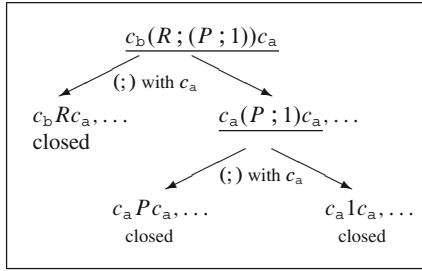 c_b(R ; (P ; 1))c_a
(;) with c_a
c_b R c_a, . . .
closed
c_a(P ; 1)c_a, . . .
(;) with c_a
c_a P c_a, . . .
c_a 1 c_a, . . .
closed
closed